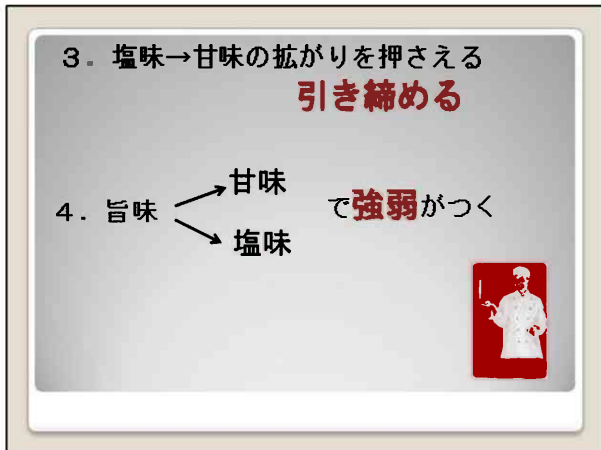 ３．塩味→甘味の拡がりを押さえる
引き締める
甘味
４．旨味　で強弱がつく
塩味